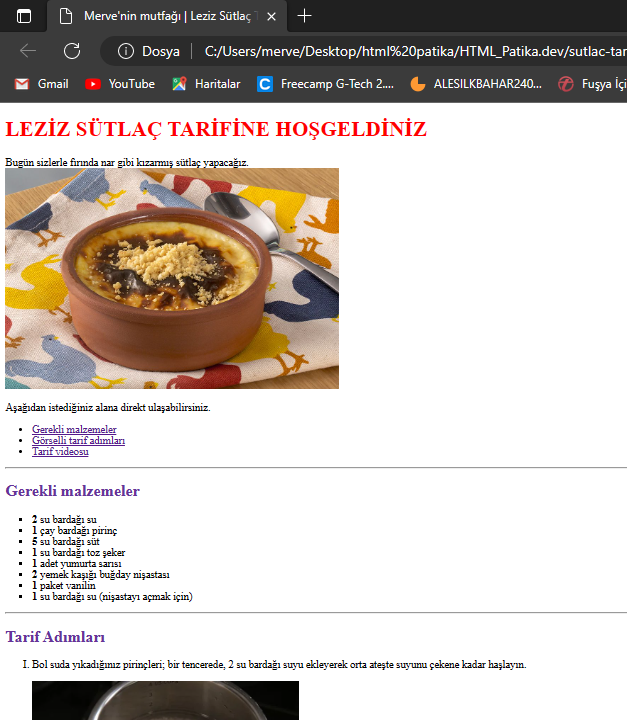 Merve'nin mutfağı | Leziz Sütlaç T
Dosya
C:/Users/merve/Desktop/html%20patika/HTML_Patika.dev/sutlac-tar
Gmail
YouTube
Haritalar
Freecamp G-Tech 2....
ALESILKBAHAR240...
Fuşya İçi
LEZİZ SÜTLAÇ TARİFİNE HOŞGELDİNİZ
Bugün sizlerle fırında nar gibi kızarmış sütlaç yapacağız.
Aşağıdan istediğiniz alana direkt ulaşabilirsiniz.
Gerekli malzemeler
Görselli tarif adımları
Tarif videosu
Gerekli malzemeler
2 su bardağı su
1 çay bardağı pirinç
5 su bardağı süt
1 su bardağı toz şeker
1 adet yumurta sarısı
2 yemek kaşığı buğday nişastası
1 paket vanilin
1 su bardağı su (nişastayı açmak için)
Tarif Adımları
I. Bol suda yıkadığınız pirinçleri; bir tencerede, 2 su bardağı suyu ekleyerek orta ateşte suyunu çekene kadar haşlayın.